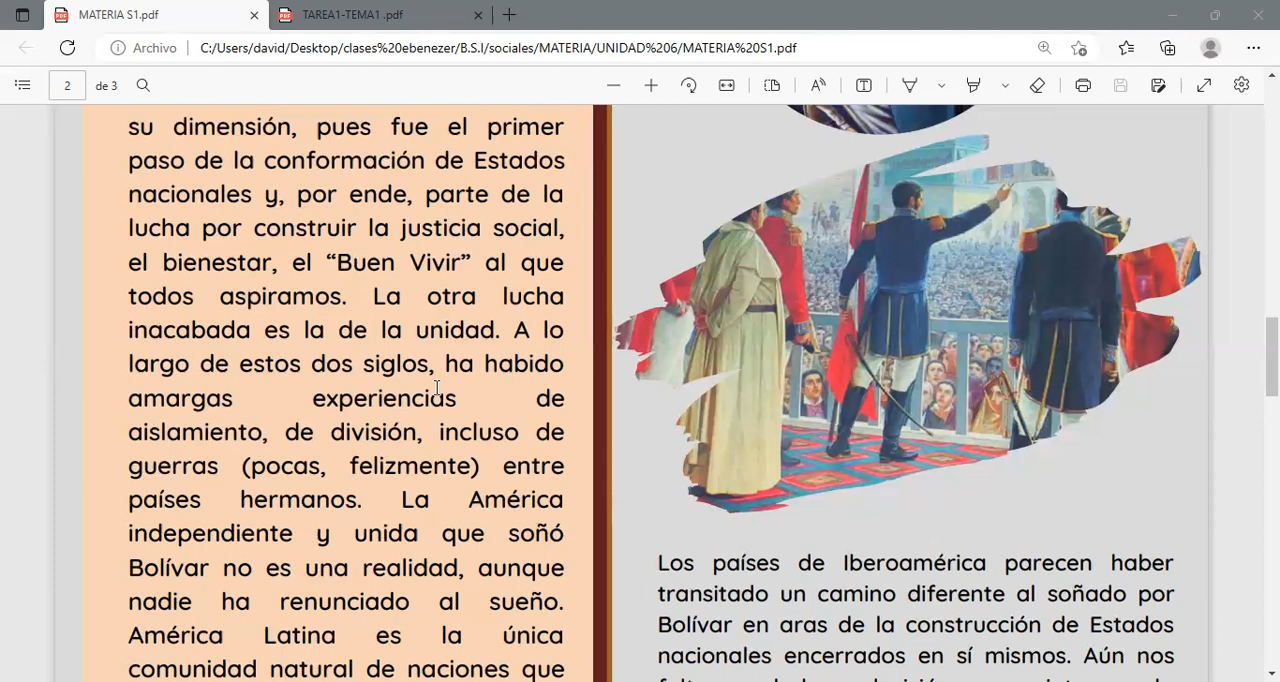 MATERIA S1.pdf
TAREA1-TEMA1 .pdf
Archivo
C:/Users/david/Desktop/clases%20ebenezer/B.S.I/sociales/MATERIA/UNIDAD%206/MATERIA%20S1.pdf
2 de 3
su dimensión, pues fue el primer
paso de la conformación de Estados
nacionales y, por ende, parte de la
lucha por construir la justicia social,
el bienestar, el “Buen Vivir” al que
todos aspiramos. La otra lucha
inacabada es la de la unidad. A lo
largo de estos dos siglos, ha habido
amargas experiencias de
aislamiento, de división, incluso de
guerras (pocas, felizmente) entre
países hermanos. La América
independiente y unida que soñó
Bolívar no es una realidad, aunque
nadie ha renunciado al sueño.
América Latina es la única
comunidad natural de naciones que
Los países de Iberoamérica parecen haber
transitado un camino diferente al soñado por
Bolívar en aras de la construcción de Estados
nacionales encerrados en sí mismos. Aún nos